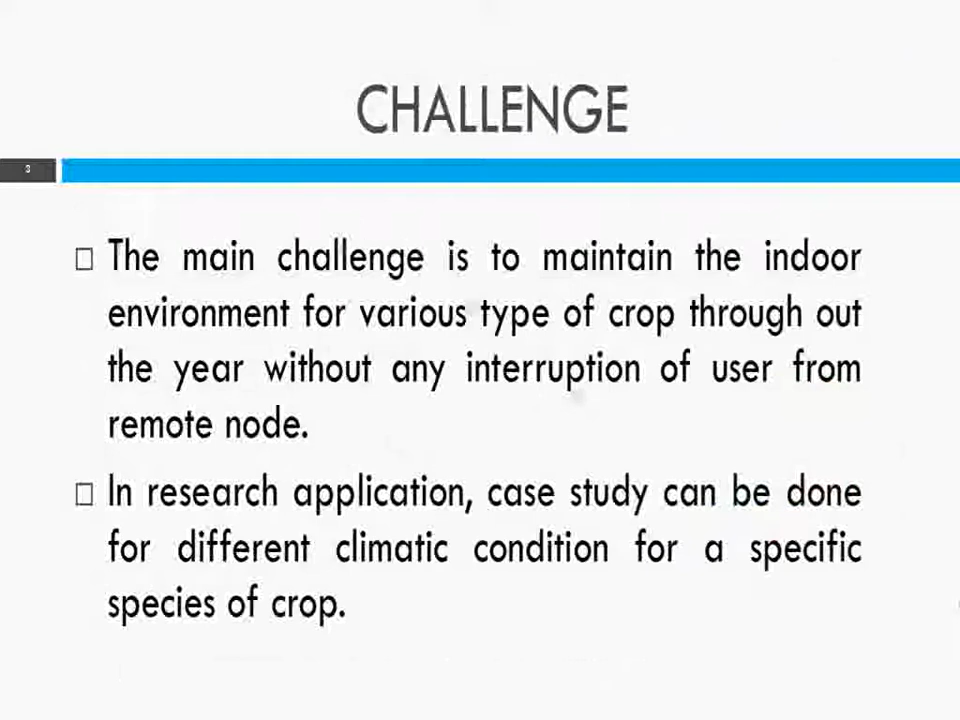 CHALLENGE
3
The main challenge is to maintain the indoor
environment for various type of crop through out
the year without any interruption of user from
remote node.
In research application, case study can be done
for different climatic condition for a specific
species of crop.